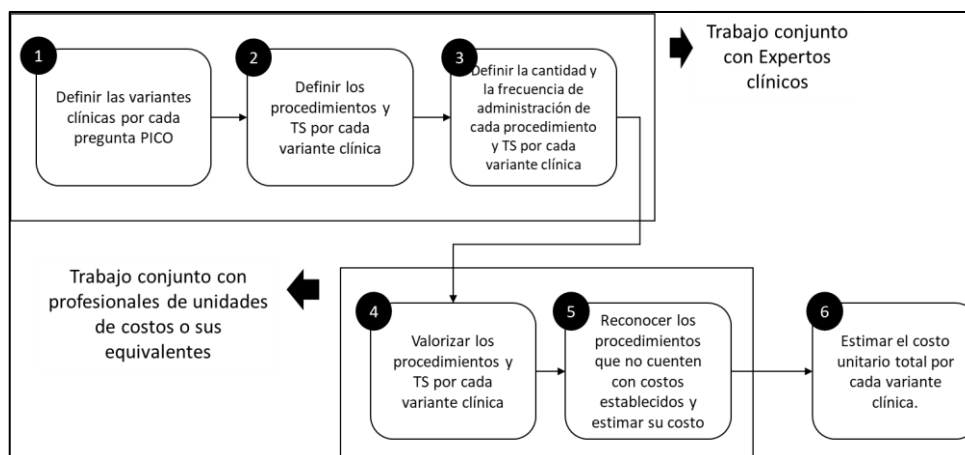 1
Definir las variantes
clínicas por cada
pregunta PICO
2
Definir los
procedimientos y
TS por cada
variante clínica
3
Definir la cantidad y
la frecuencia de
administración de
cada procedimiento
y TS por cada
variante clínica
Trabajo conjunto
con Expertos
clínicos
Trabajo conjunto con
profesionales de unidades
de costos o sus
equivalentes
4
Valorizar los
procedimientos y
TS por cada
variante clínica
5
Reconocer los
procedimientos
que no cuenten
con costos
establecidos y
estimar su costo
6
Estimar el costo
unitario total por
cada variante
clínica.